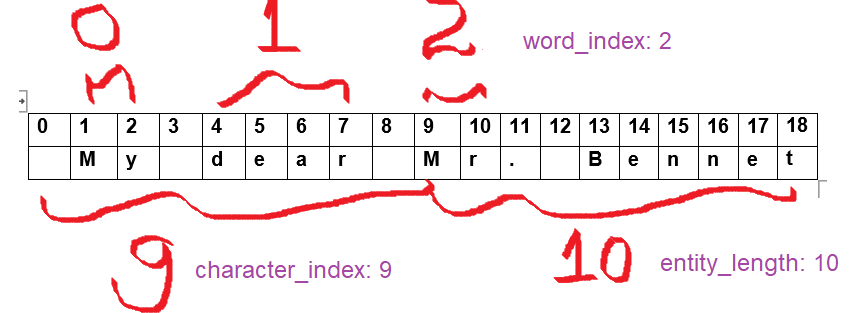 0 1 2 word_index: 2
0 1 2 3 4 5 6 7 8 9 10 11 12 13 14 15 16 17 18
M y d e a r M r . B e n n e t
9 character_index: 9 10 entity_length: 10